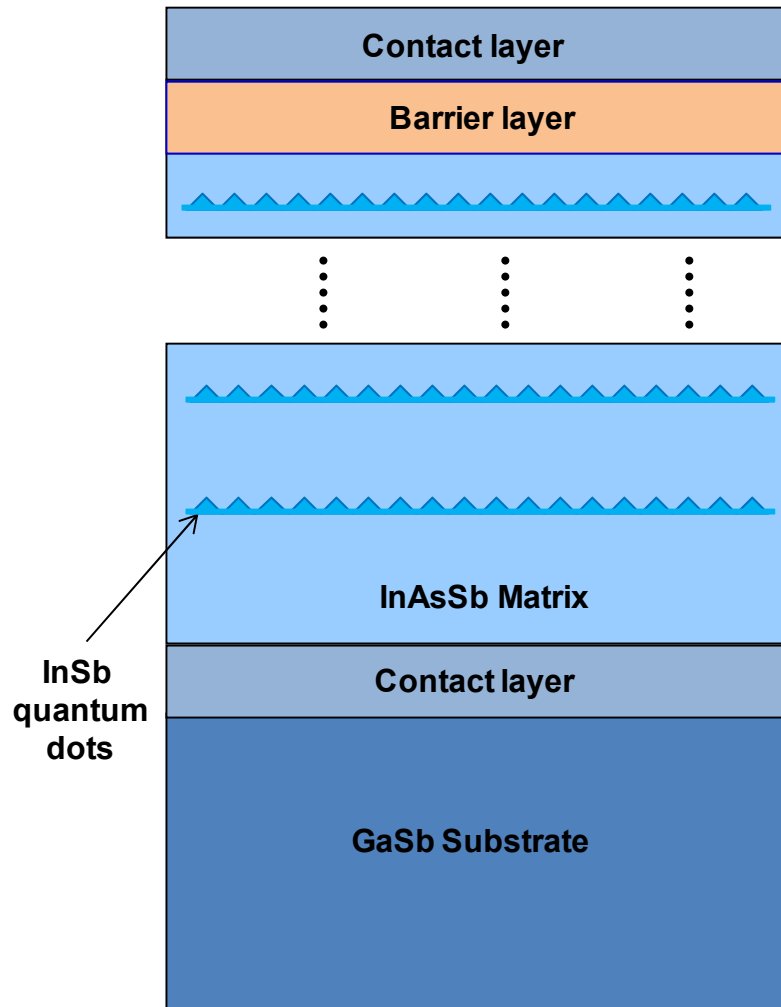 Contact layer
Barrier layer
InAsSb Matrix
InSb
quantum
dots
Contact layer
GaSb Substrate